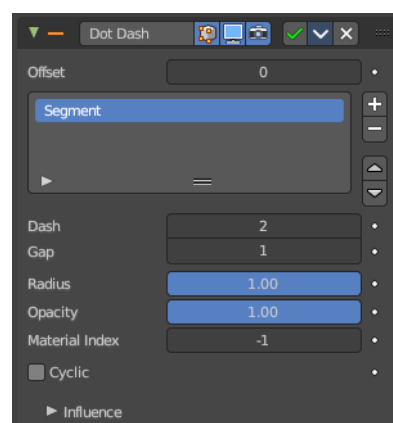 Dot Dash
Offset 0
Segment
Dash 2
Gap 1
Radius 1.00
Opacity 1.00
Material Index -1
Cyclic
Influence